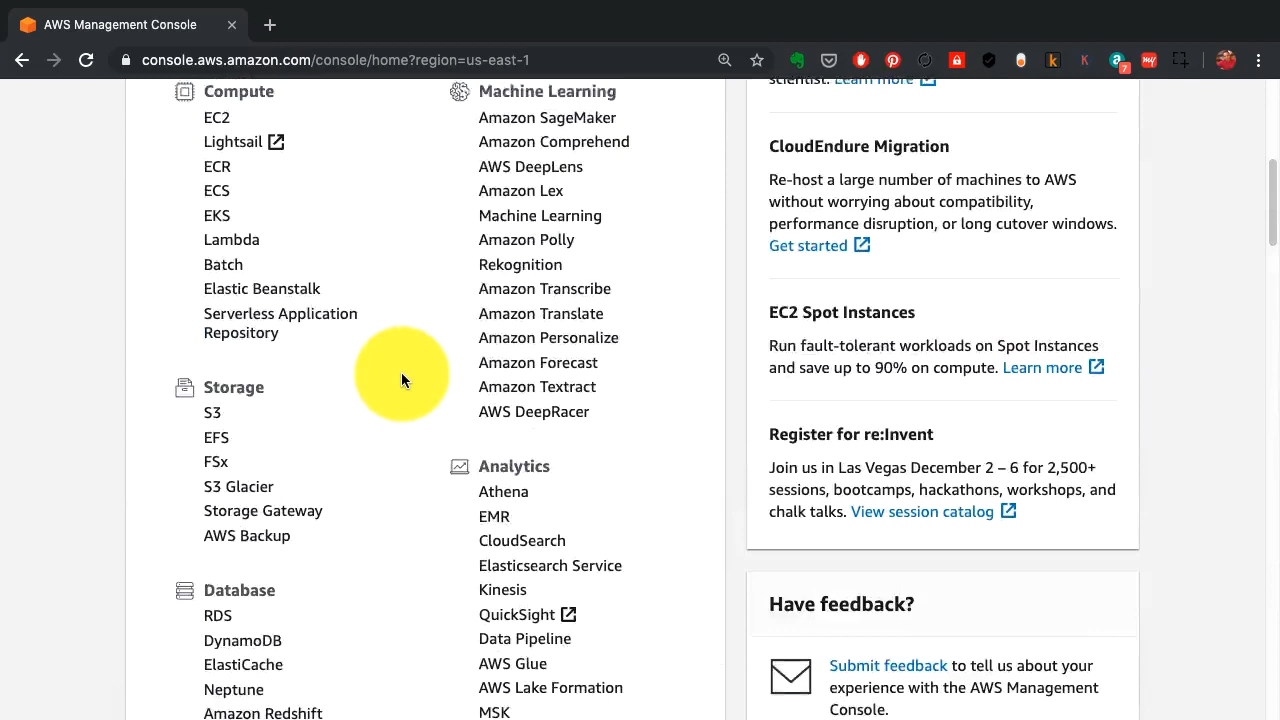 AWS Management Console
console.aws.amazon.com/console/home?region=us-east-1
7
my
Compute
EC2
Lightsail
ECR
ECS
EKS
Lambda
Batch
Elastic Beanstalk
Serverless Application
Repository
Storage
S3
EFS
FSx
S3 Glacier
Storage Gateway
AWS Backup
Database
RDS
DynamoDB
ElastiCache
Neptune
Amazon Redshift
Machine Learning
Amazon SageMaker
Amazon Comprehend
AWS DeepLens
Amazon Lex
Machine Learning
Amazon Polly
Rekognition
Amazon Transcribe
Amazon Translate
Amazon Personalize
Amazon Forecast
Amazon Textract
AWS DeepRacer
Analytics
Athena
EMR
CloudSearch
Elasticsearch Service
Kinesis
QuickSight
Data Pipeline
AWS Glue
AWS Lake Formation
MSK
scientist. Learn more
CloudEndure Migration
Re-host a large number of machines to AWS
without worrying about compatibility,
performance disruption, or long cutover windows.
Get started
EC2 Spot Instances
Run fault-tolerant workloads on Spot Instances
and save up to 90% on compute. Learn more
Register for re:Invent
Join us in Las Vegas December 2 – 6 for 2,500+
sessions, bootcamps, hackathons, workshops, and
chalk talks. View session catalog
Have feedback?
Submit feedback to tell us about your
experience with the AWS Management
Console.